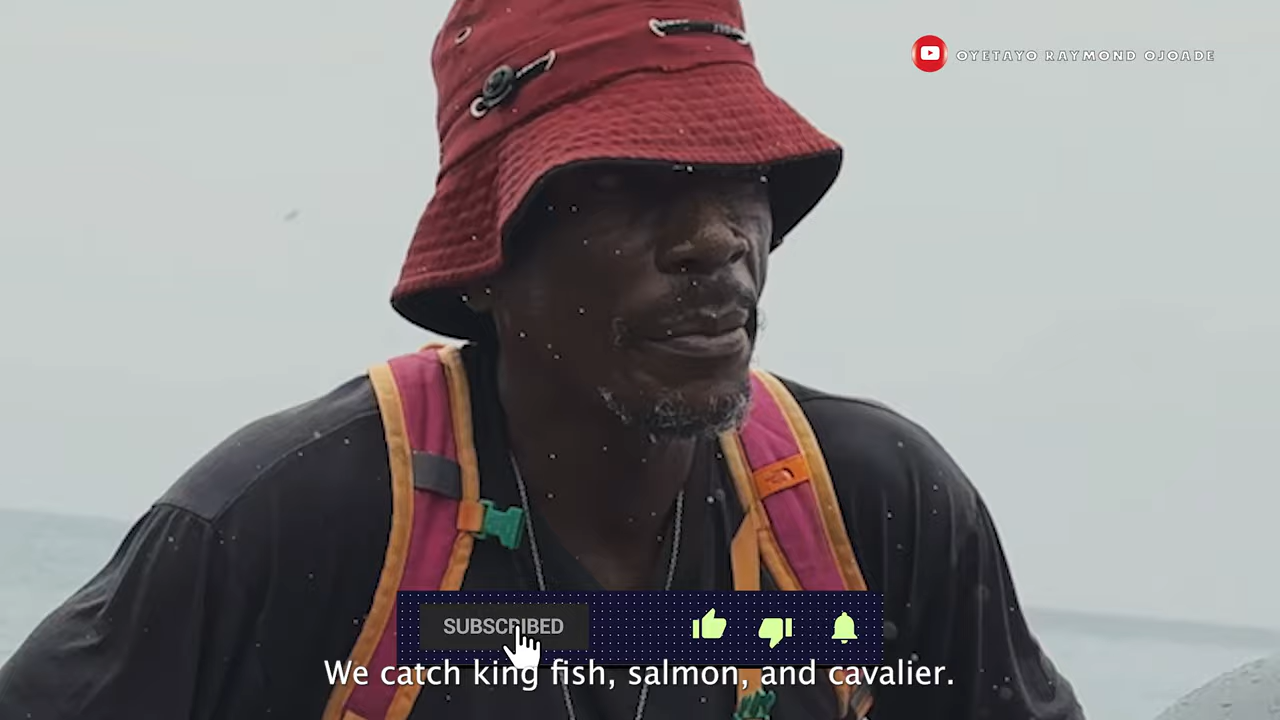 OYETAYO RAYMOND OJOADE
SUBSCRIBED
We catch king fish, salmon, and cavalier.